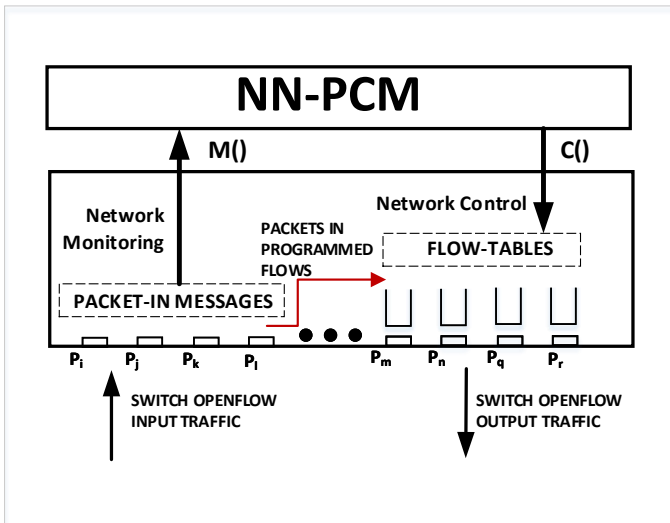 NN-PCM
M()
C()
Network
Monitoring
Network Control
PACKETS IN
PROGRAMMED
FLOWS
FLOW-TABLES
PACKET-IN MESSAGES
Pi
Pj
Pk
Pl
Pm
Pn
Pq
Pr
SWITCH OPENFLOW
INPUT TRAFFIC
SWITCH OPENFLOW
OUTPUT TRAFFIC